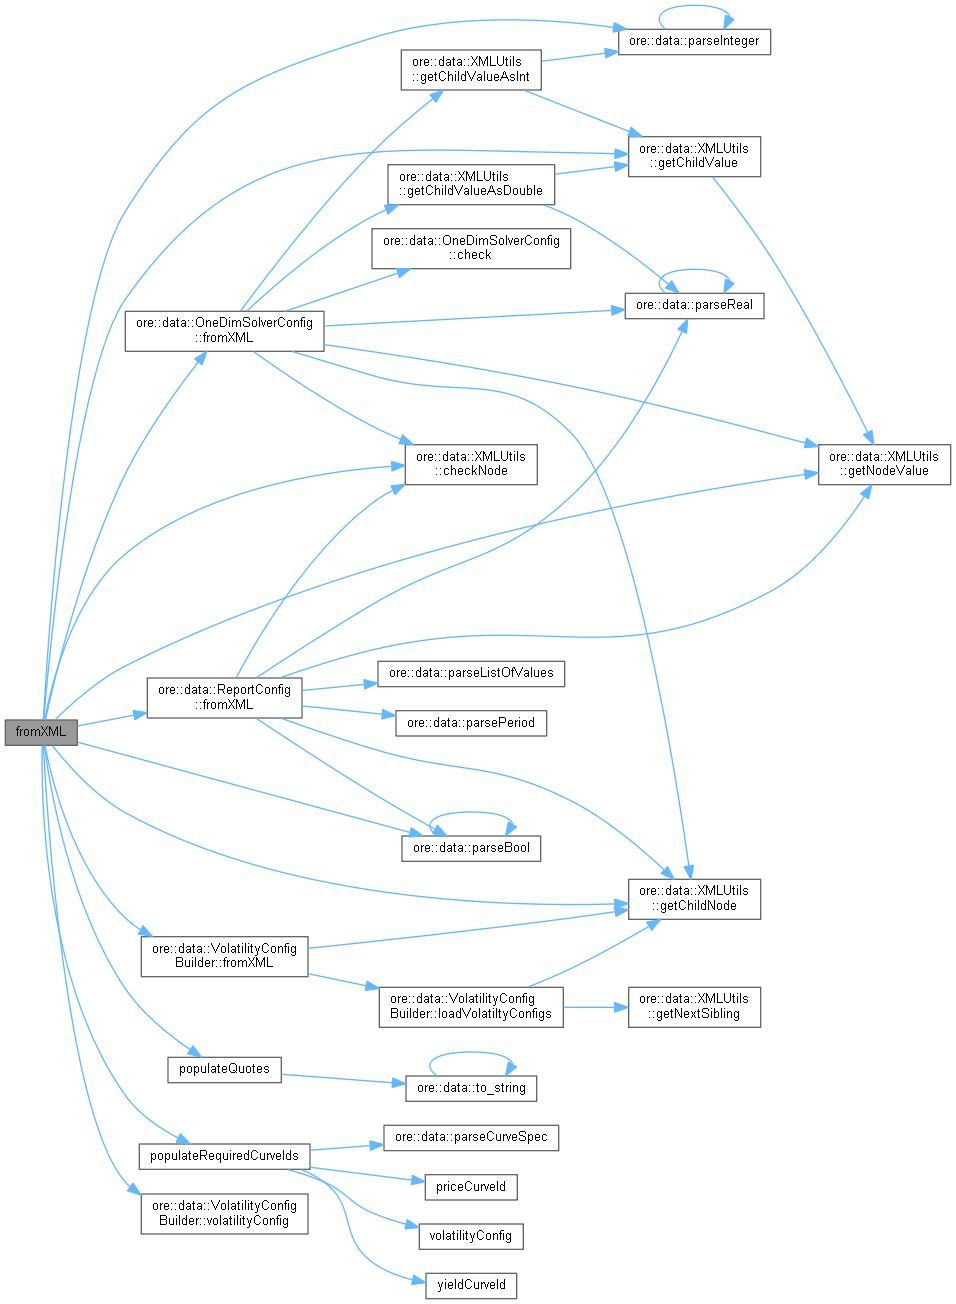 ore::data::parseInteger
ore::data::XMLUtils
::getChildValueAsInt
ore::data::XMLUtils
::getChildValue
ore::data::XMLUtils
::getChildValueAsDouble
ore::data::OneDimSolverConfig
::check
ore::data::parseReal
ore::data::OneDimSolverConfig
::fromXML
ore::data::XMLUtils
::checkNode
ore::data::XMLUtils
::getNodeValue
ore::data::parseListOfValues
ore::data::ReportConfig
::fromXML
ore::data::parsePeriod
fromXML
ore::data::parseBool
ore::data::XMLUtils
::getChildNode
ore::data::VolatilityConfig
Builder::fromXML
ore::data::VolatilityConfig
Builder::loadVolatiltyConfigs
ore::data::XMLUtils
::getNextSibling
populateQuotes
ore::data::to_string
ore::data::parseCurveSpec
populateRequiredCurveIds
priceCurveId
ore::data::VolatilityConfig
Builder::volatilityConfig
volatilityConfig
yieldCurveId